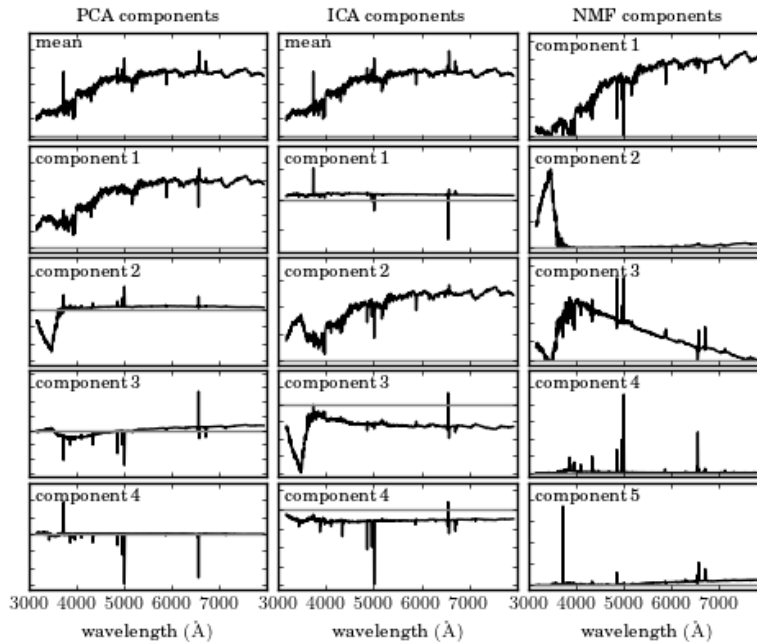 PCA components ICA components NMF components
mean mean component 1
component 1 component 1 component 2
component 2 component 2 component 3
component 3 component 3 component 4
component 4 component 4 component 5
3000 4000 5000 6000 7000 3000 4000 5000 6000 7000 3000 4000 5000 6000 7000
wavelength (Å) wavelength (Å) wavelength (Å)